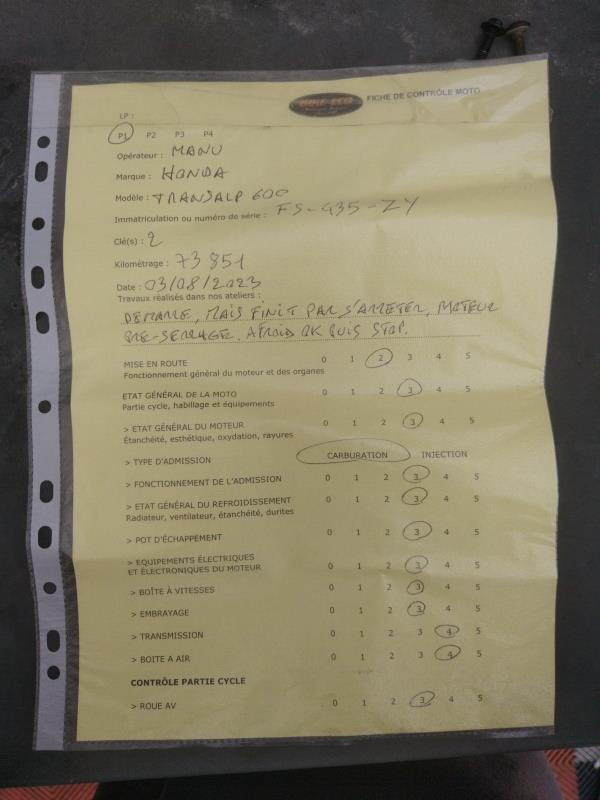 BIKE ECO
FICHE DE CONTRÔLE MOTO
LP :
P1 P2 P3 P4
Opérateur : MANU
Marque : HONDA
Modèle : TRANSALP 600
Immatriculation ou numéro de série : FS-435-ZY
Clé(s) : 2
Kilométrage : 73 851
Date : 03/08/2023
Travaux réalisés dans nos ateliers :
DEMARRE, MAIS FINIT PAR S'ARRETER, MOTEUR
PRE-SERRAGE. A FROID OK PUIS STOP.
MISE EN ROUTE 0 1 2 3 4 5
Fonctionnement général du moteur et des organes
ETAT GÉNÉRAL DE LA MOTO 0 1 2 3 4 5
Partie cycle, habillage et équipements
> ETAT GÉNÉRAL DU MOTEUR 0 1 2 3 4 5
Étanchéité, esthétique, oxydation, rayures
> TYPE D'ADMISSION CARBURATION INJECTION
> FONCTIONNEMENT DE L'ADMISSION 0 1 2 3 4 5
> ETAT GÉNÉRAL DU REFROIDISSEMENT 0 1 2 3 4 5
Radiateur, ventilateur, étanchéité, durites
> POT D'ÉCHAPPEMENT 0 1 2 3 4 5
> EQUIPEMENTS ÉLECTRIQUES
ET ÉLECTRONIQUES DU MOTEUR 0 1 2 3 4 5
> BOÎTE À VITESSES 0 1 2 3 4 5
> EMBRAYAGE 0 1 2 3 4 5
> TRANSMISSION 0 1 2 3 4 5
> BOITE A AIR 0 1 2 3 4 5
CONTRÔLE PARTIE CYCLE
> ROUE AV 0 1 2 3 4 5